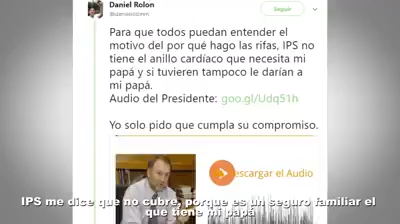 Daniel Rolon
Seguir
Para que todos puedan entender el
motivo del por qué hago las rifas, IPS no
tiene el anillo cardíaco que necesita mi
papá y si tuvieren tampoco le darían a
mi papá.
Audio del Presidente: goo.gl/Udq51h
Yo solo pido que cumpla su compromiso.
escargar el Audio
IPS me dice que no cubre, porque es un seguro familiar el
que tiene mi papá